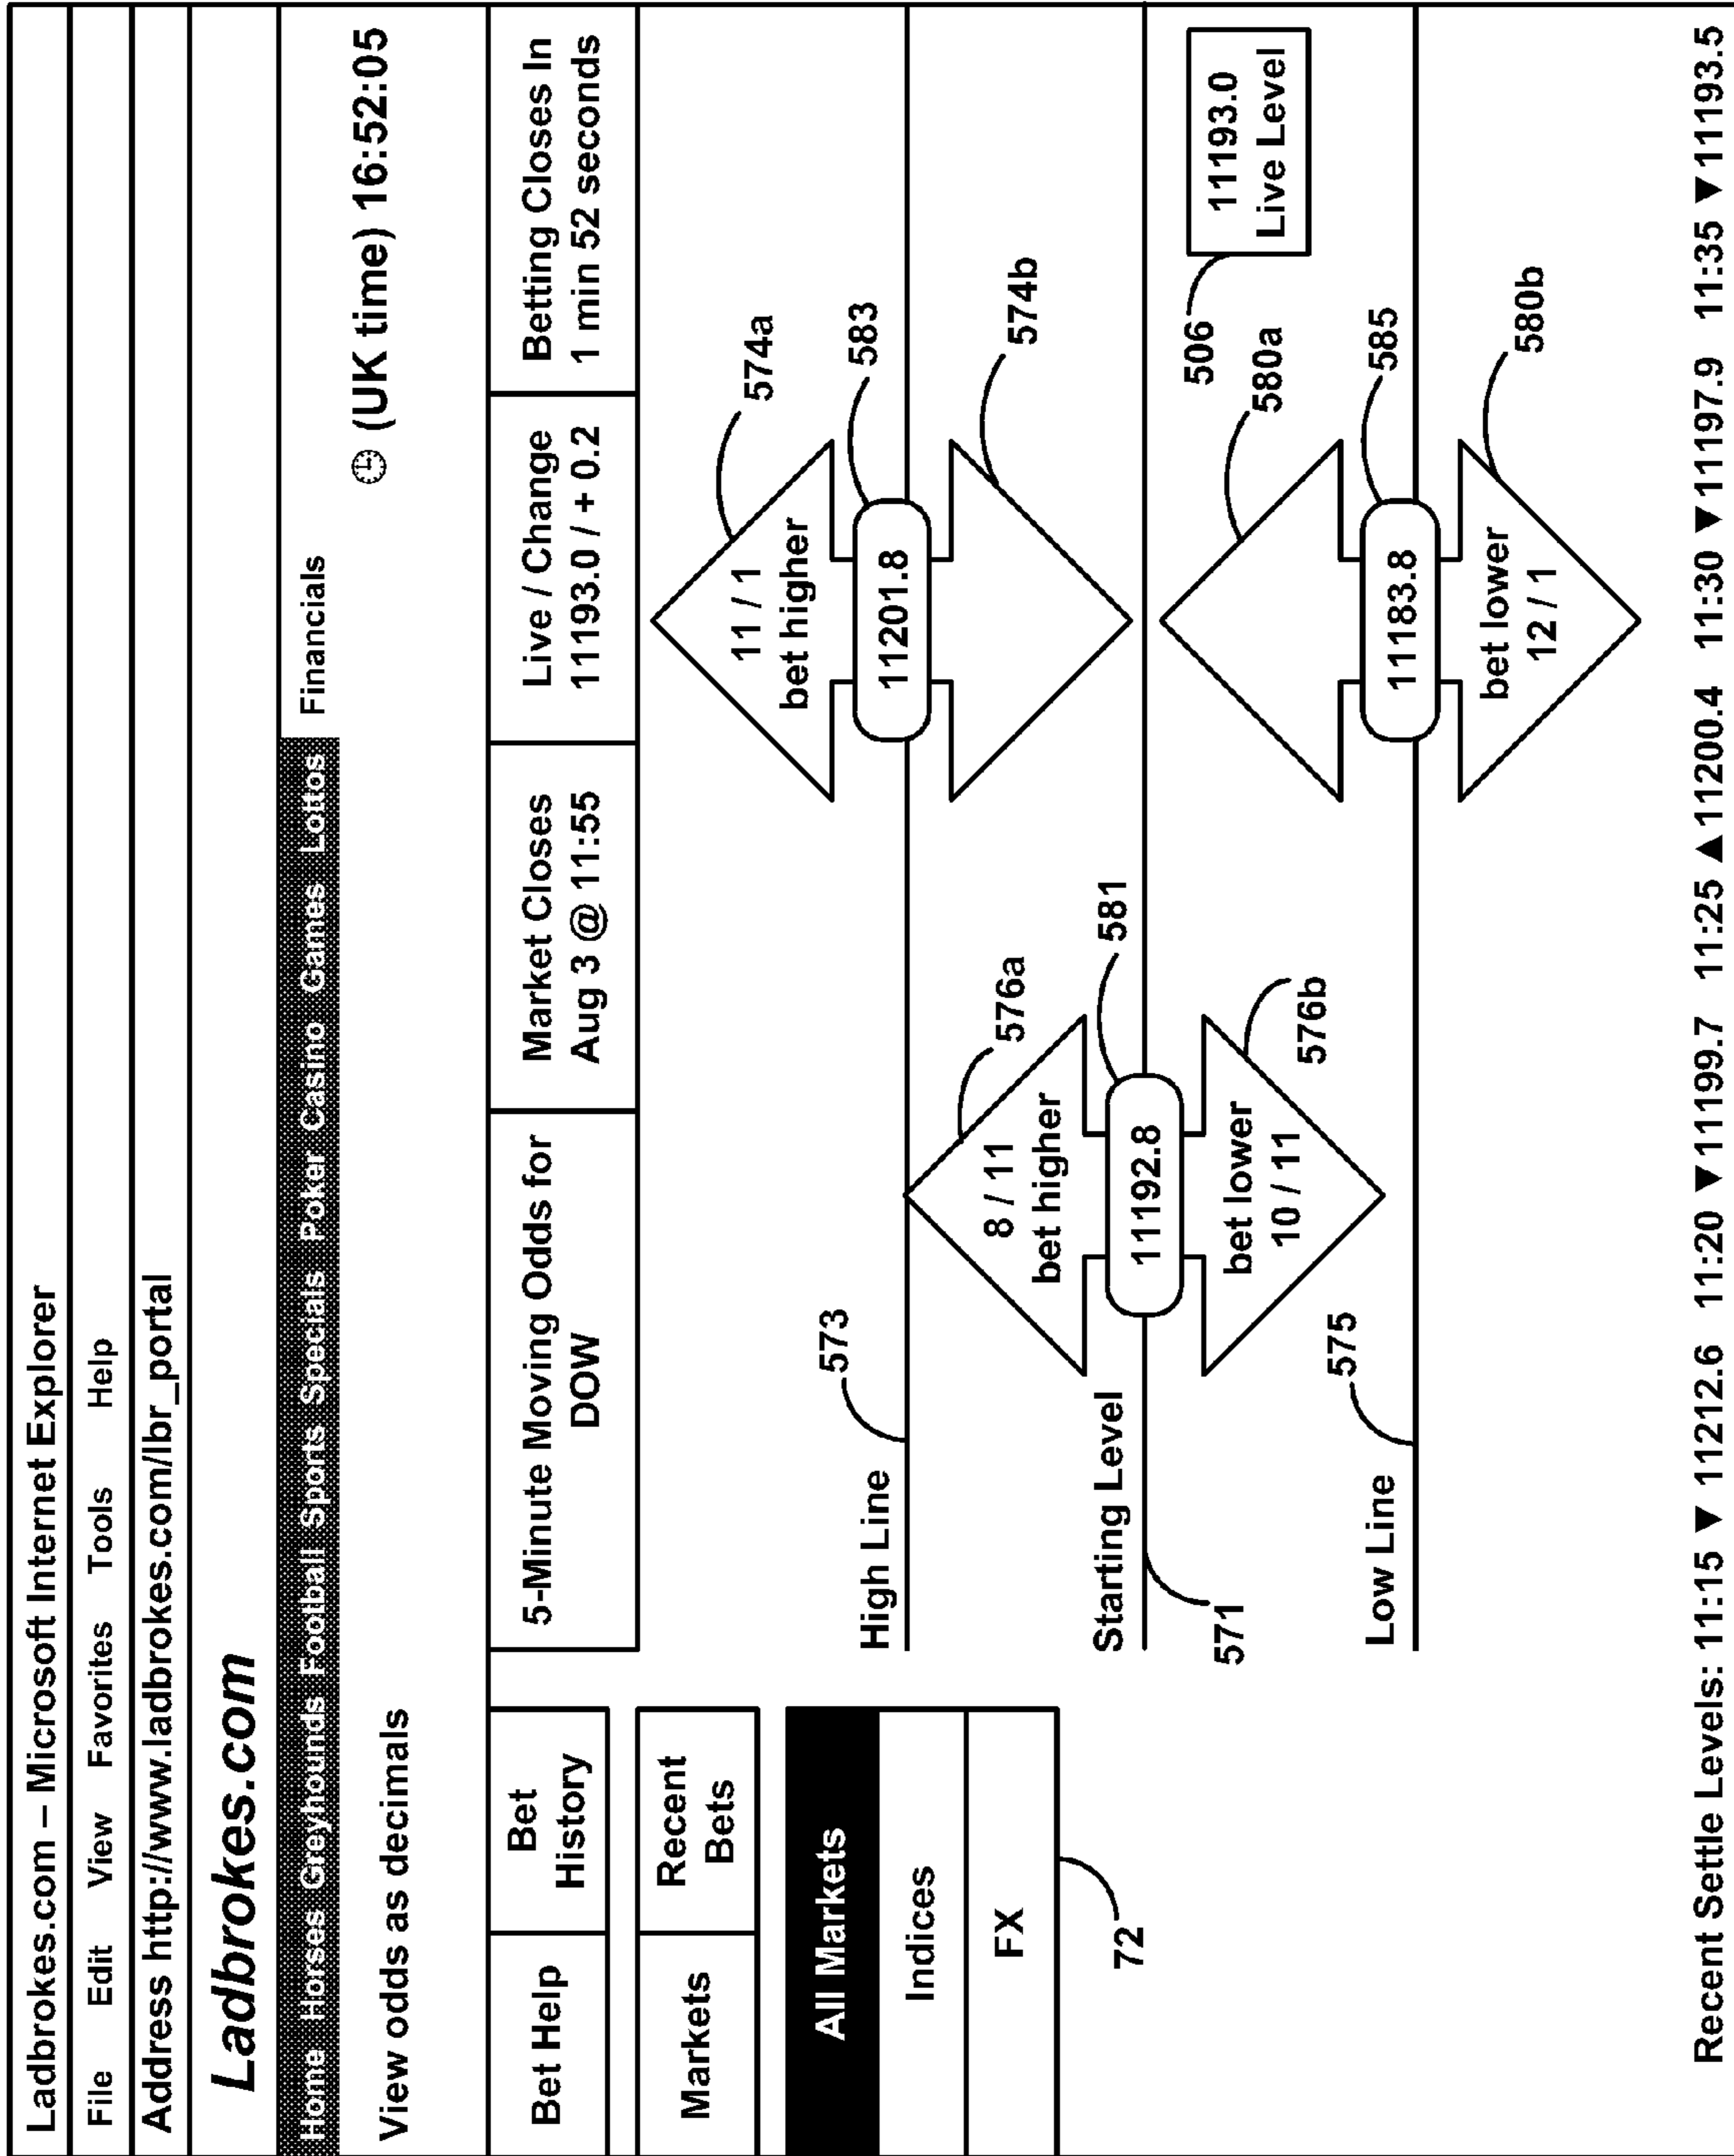 Ladbrokes.com – Microsoft Internet Explorer
File Edit View Favorites Tools Help
Address http://www.ladbrokes.com/lbr_portal
Ladbrokes.com
Home Horses Greyhounds Football Sports Specials Poker Casino Games Lottos Financials
View odds as decimals
(UK time) 16:52:05
Bet Help
Bet
History
Markets
Recent
Bets
All Markets
Indices
FX
72
5-Minute Moving Odds for
DOW
Market Closes
Aug 3 @ 11:55
Live / Change
11193.0 / + 0.2
Betting Closes In
1 min 52 seconds
574a
11 / 1
bet higher
583
High Line
573
11201.8
574b
576a
8 / 11
bet higher
581
Starting Level
571
11192.8
bet lower
10 / 11
576b
506
11193.0
Live Level
580a
585
Low Line
575
11183.8
bet lower
12 / 1
580b
Recent Settle Levels: 11:15 ▼ 11212.6 11:20 ▼11199.7 11:25 ▲11200.4 11:30 ▼11197.9 11:35 ▼11193.5